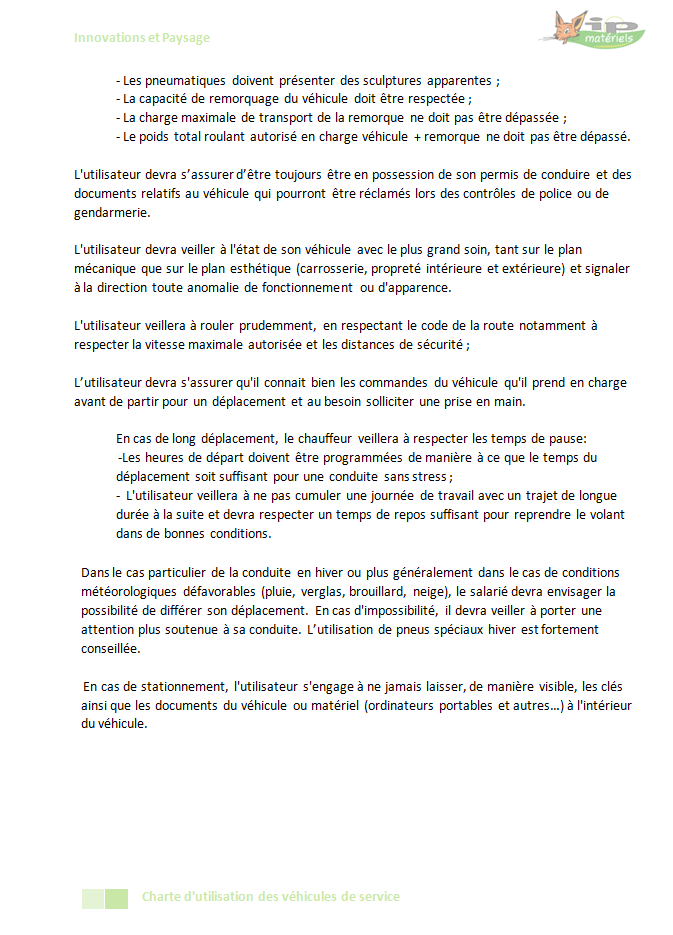 Innovations et Paysage
ip
matériels
- Les pneumatiques doivent présenter des sculptures apparentes ;
- La capacité de remorquage du véhicule doit être respectée ;
- La charge maximale de transport de la remorque ne doit pas être dépassée ;
- Le poids total roulant autorisé en charge véhicule + remorque ne doit pas être dépassé.
L'utilisateur devra s’assurer d’être toujours être en possession de son permis de conduire et des
documents relatifs au véhicule qui pourront être réclamés lors des contrôles de police ou de
gendarmerie.
L'utilisateur devra veiller à l'état de son véhicule avec le plus grand soin, tant sur le plan
mécanique que sur le plan esthétique (carrosserie, propreté intérieure et extérieure) et signaler
à la direction toute anomalie de fonctionnement ou d'apparence.
L'utilisateur veillera à rouler prudemment, en respectant le code de la route notamment à
respecter la vitesse maximale autorisée et les distances de sécurité ;
L’utilisateur devra s'assurer qu'il connait bien les commandes du véhicule qu'il prend en charge
avant de partir pour un déplacement et au besoin solliciter une prise en main.
En cas de long déplacement, le chauffeur veillera à respecter les temps de pause:
-Les heures de départ doivent être programmées de manière à ce que le temps du
déplacement soit suffisant pour une conduite sans stress ;
- L'utilisateur veillera à ne pas cumuler une journée de travail avec un trajet de longue
durée à la suite et devra respecter un temps de repos suffisant pour reprendre le volant
dans de bonnes conditions.
Dans le cas particulier de la conduite en hiver ou plus généralement dans le cas de conditions
météorologiques défavorables (pluie, verglas, brouillard, neige), le salarié devra envisager la
possibilité de différer son déplacement. En cas d'impossibilité, il devra veiller à porter une
attention plus soutenue à sa conduite. L’utilisation de pneus spéciaux hiver est fortement
conseillée.
En cas de stationnement, l'utilisateur s'engage à ne jamais laisser, de manière visible, les clés
ainsi que les documents du véhicule ou matériel (ordinateurs portables et autres…) à l'intérieur
du véhicule.
Charte d'utilisation des véhicules de service